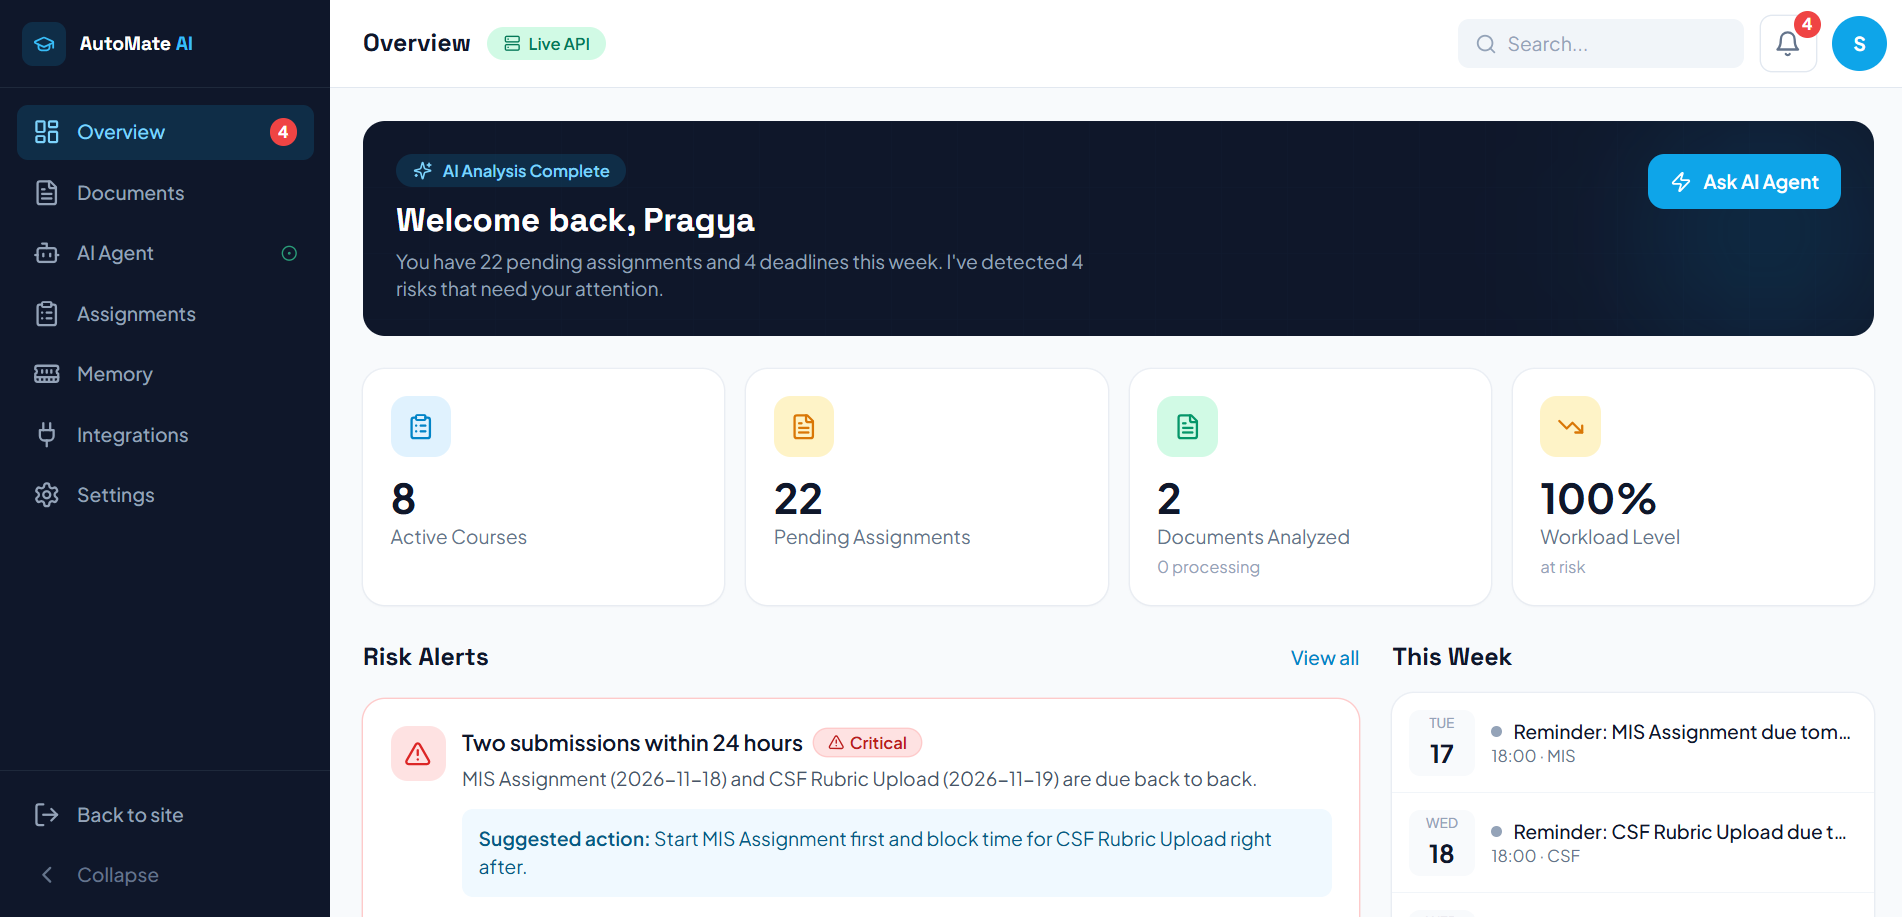 AutoMate AI
Overview
4
Documents
AI Agent
Assignments
Memory
Integrations
Settings
Back to site
Collapse
Overview
Live API
Search...
4
S
AI Analysis Complete
Welcome back, Pragya
You have 22 pending assignments and 4 deadlines this week. I've detected 4
risks that need your attention.
Ask AI Agent
8
Active Courses
22
Pending Assignments
2
Documents Analyzed
0 processing
100%
Workload Level
at risk
Risk Alerts
View all
Two submissions within 24 hours
Critical
MIS Assignment (2026-11-18) and CSF Rubric Upload (2026-11-19) are due back to back.
Suggested action: Start MIS Assignment first and block time for CSF Rubric Upload right
after.
This Week
TUE
17
Reminder: MIS Assignment due tom...
18:00 · MIS
WED
18
Reminder: CSF Rubric Upload due t...
18:00 · CSF